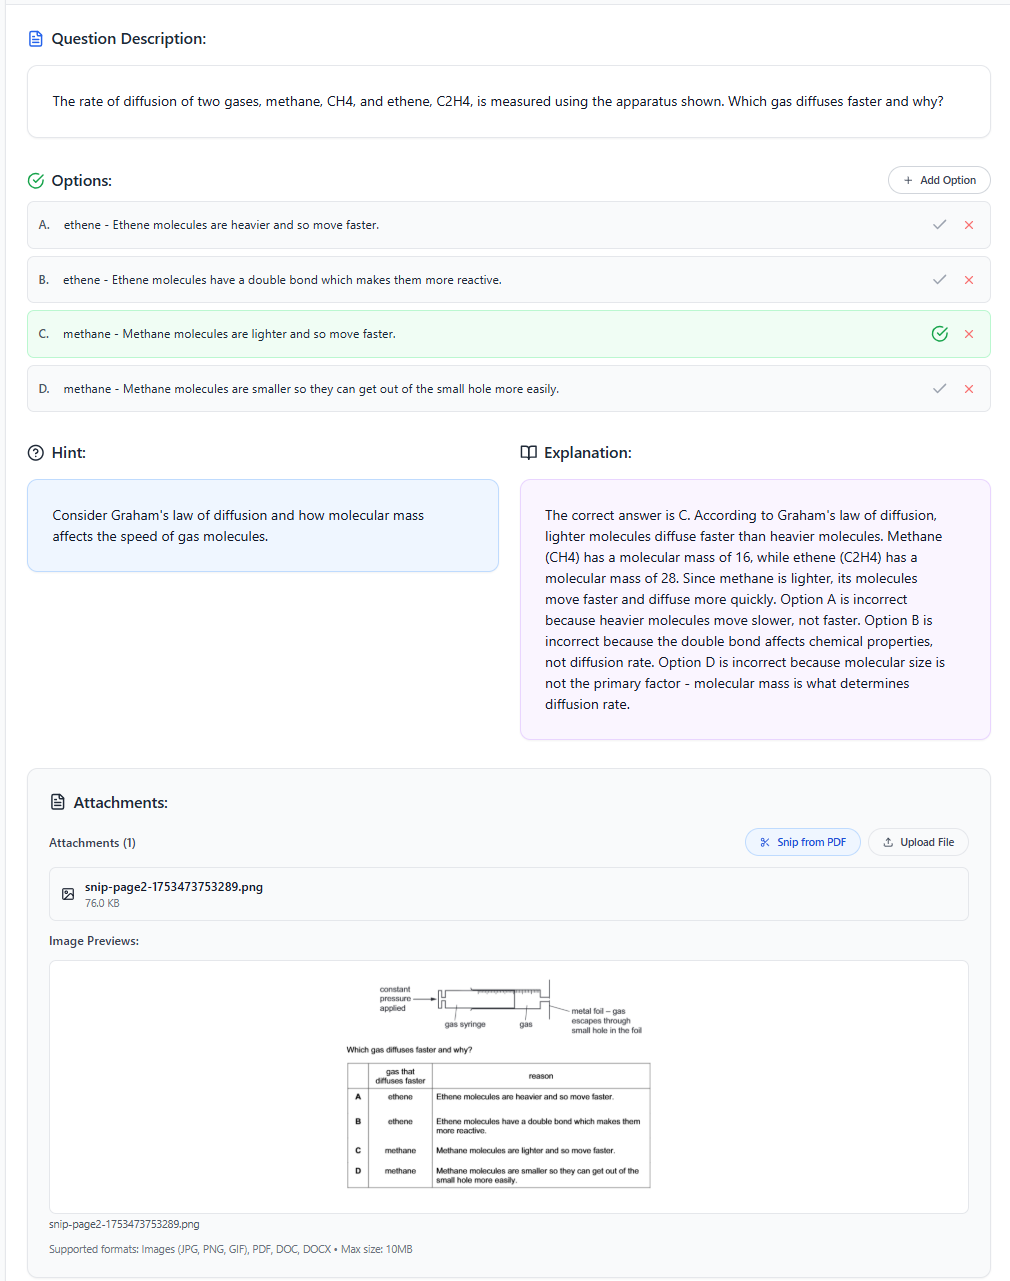 Question Description:
The rate of diffusion of two gases, methane, CH4, and ethene, C2H4, is measured using the apparatus shown. Which gas diffuses faster and why?
Options:
+ Add Option
A. ethene - Ethene molecules are heavier and so move faster.
B. ethene - Ethene molecules have a double bond which makes them more reactive.
C. methane - Methane molecules are lighter and so move faster.
D. methane - Methane molecules are smaller so they can get out of the small hole more easily.
Hint:
Consider Graham's law of diffusion and how molecular mass
affects the speed of gas molecules.
Explanation:
The correct answer is C. According to Graham's law of diffusion,
lighter molecules diffuse faster than heavier molecules. Methane
(CH4) has a molecular mass of 16, while ethene (C2H4) has a
molecular mass of 28. Since methane is lighter, its molecules
move faster and diffuse more quickly. Option A is incorrect
because heavier molecules move slower, not faster. Option B is
incorrect because the double bond affects chemical properties,
not diffusion rate. Option D is incorrect because molecular size is
not the primary factor - molecular mass is what determines
diffusion rate.
Attachments:
Attachments (1)
Snip from PDF
Upload File
snip-page2-1753473753289.png
76.0 KB
Image Previews:
constant
pressure
applied
gas syringe
gas
metal foil – gas
escapes through
small hole in the foil
Which gas diffuses faster and why?
gas that
diffuses faster
reason
A ethene Ethene molecules are heavier and so move faster.
B ethene Ethene molecules have a double bond which makes them
more reactive.
C methane Methane molecules are lighter and so move faster.
D methane Methane molecules are smaller so they can get out of the
small hole more easily.
snip-page2-1753473753289.png
Supported formats: Images (JPG, PNG, GIF), PDF, DOC, DOCX • Max size: 10MB